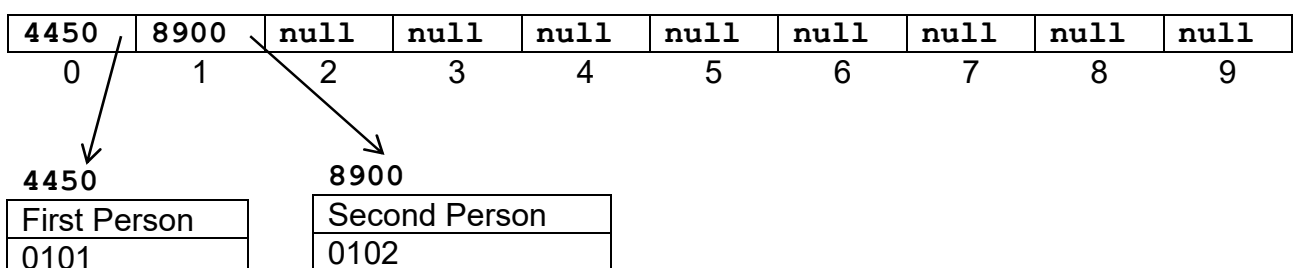 4450 8900 null null null null null null null null
0 1 2 3 4 5 6 7 8 9
4450 8900
First Person Second Person
0101 0102